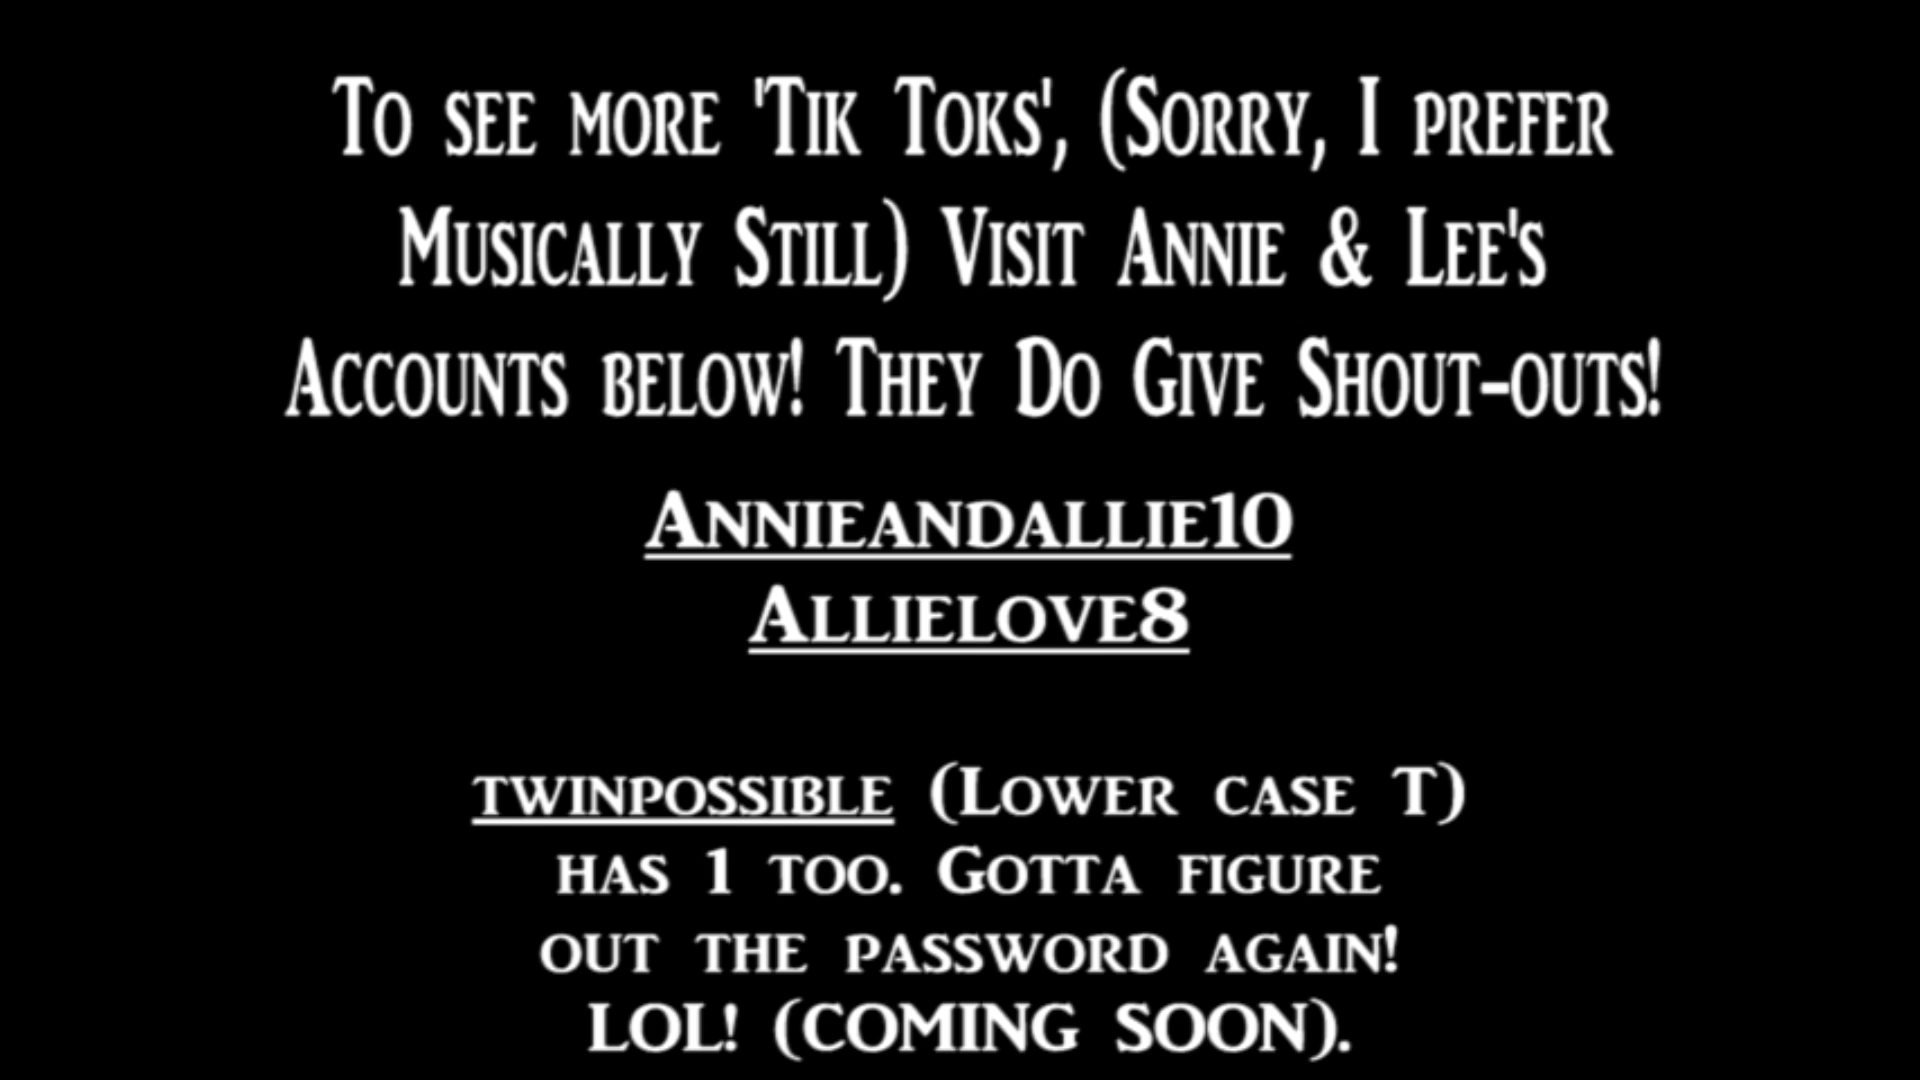 To see more 'Tik Toks', (Sorry, I prefer
Musically Still) Visit Annie & Lee's
Accounts below! They Do Give Shout-outs!
Annieandallie10
Allielove8
twinpossible (Lower case T)
has 1 too. Gotta figure
out the password again!
LOL! (COMING SOON).